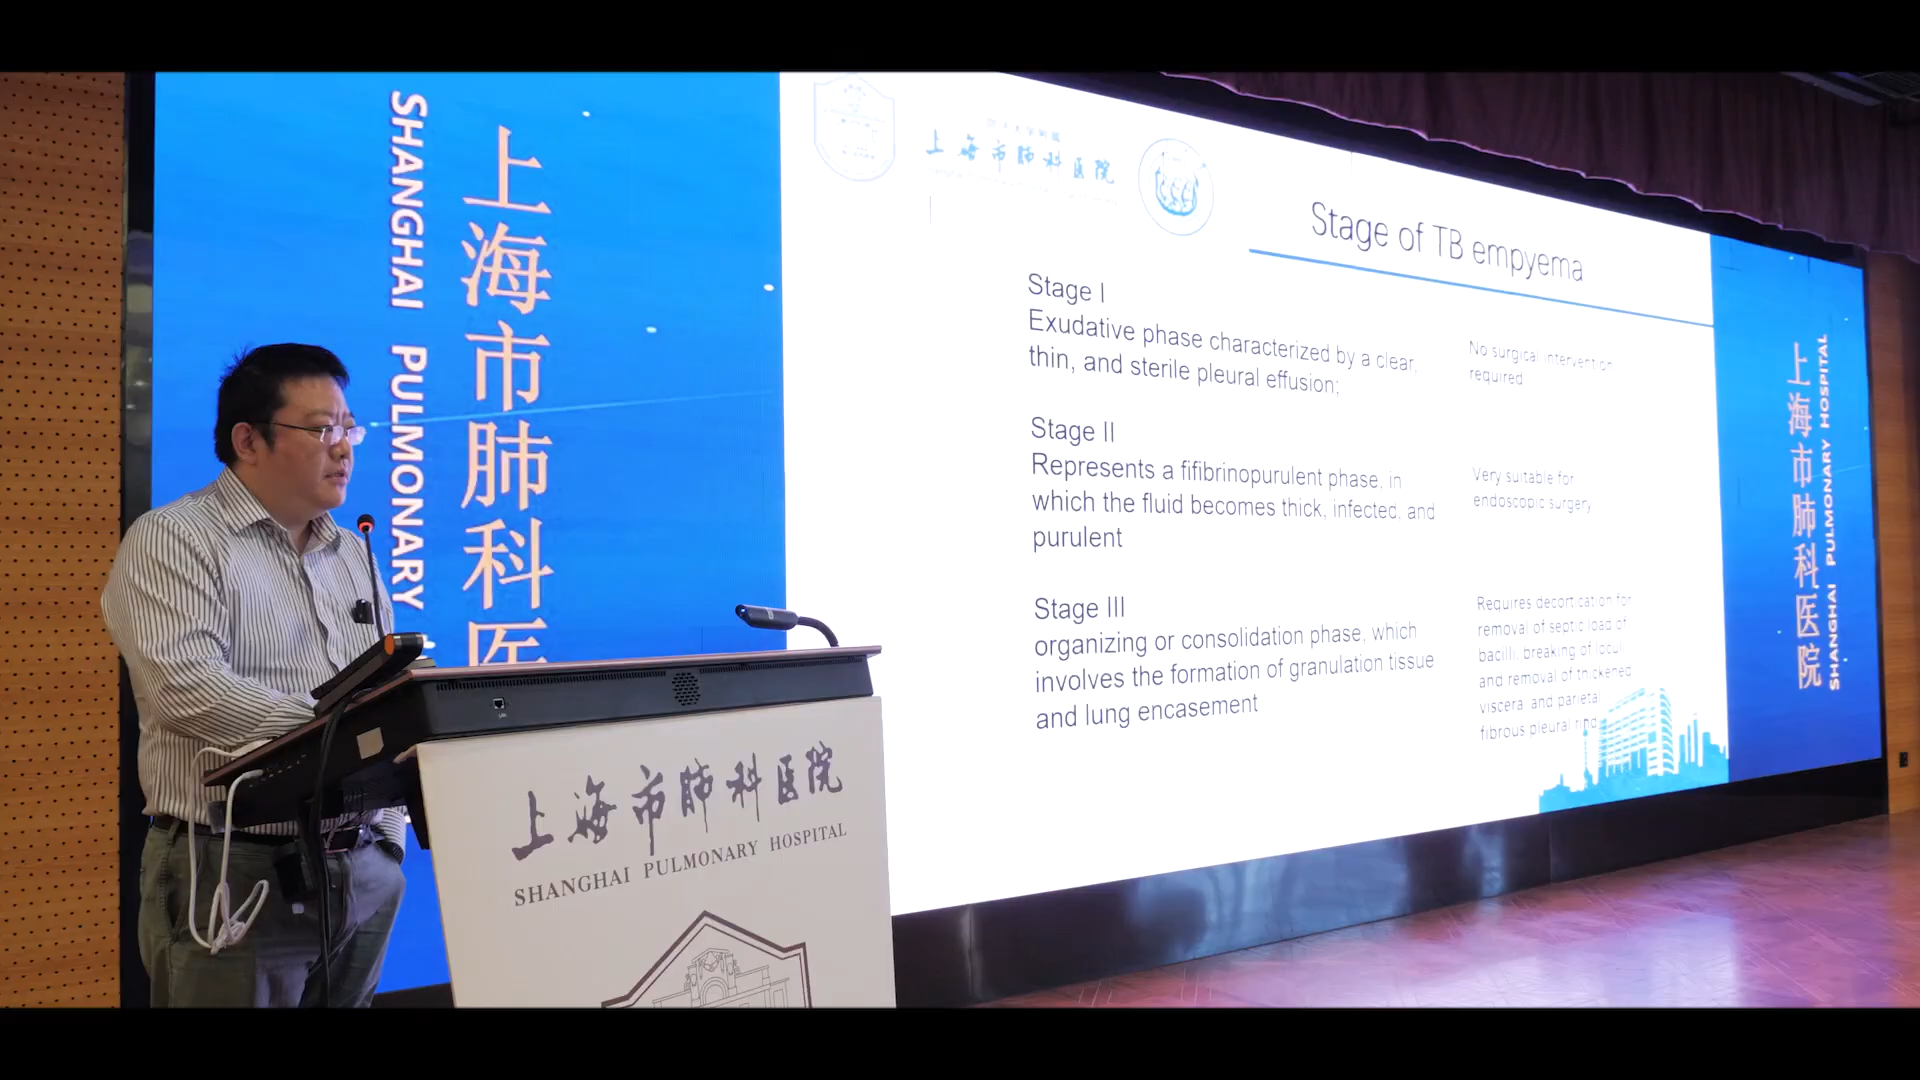 SHANGHAI PULMONARY
上海市肺科医
上海市肺科医院
Stage of TB empyema
Stage I
Exudative phase characterized by a clear,
thin, and sterile pleural effusion;
No surgical intervention
required
Stage II
Represents a fifibrinopurulent phase, in
which the fluid becomes thick, infected, and
purulent
Very suitable for
endoscopic surgery
Stage III
organizing or consolidation phase, which
involves the formation of granulation tissue
and lung encasement
Requires decortication for
removal of septic load of
bacilli, breaking of loculi
and removal of thickened
visceral and parietal
fibrous pleural rind
上海市肺科医院
SHANGHAI PULMONARY HOSPITAL
上海市肺科医院
SHANGHAI PULMONARY HOSPITAL